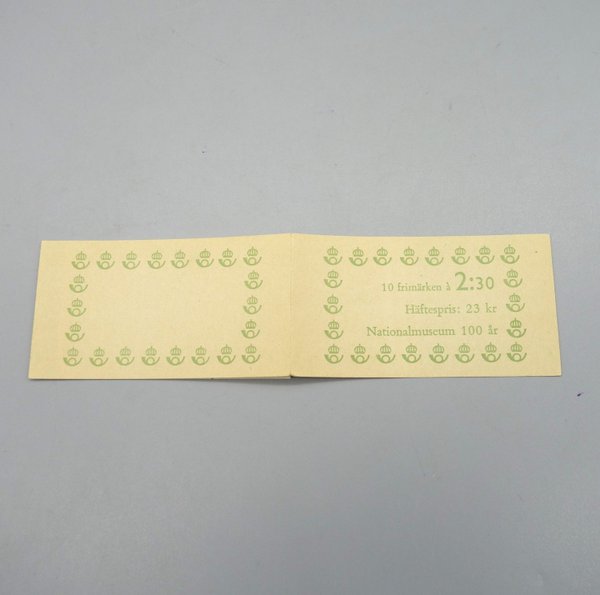 10 frimärken à 2:30
Häftespris: 23 kr
Nationalmuseum 100 år